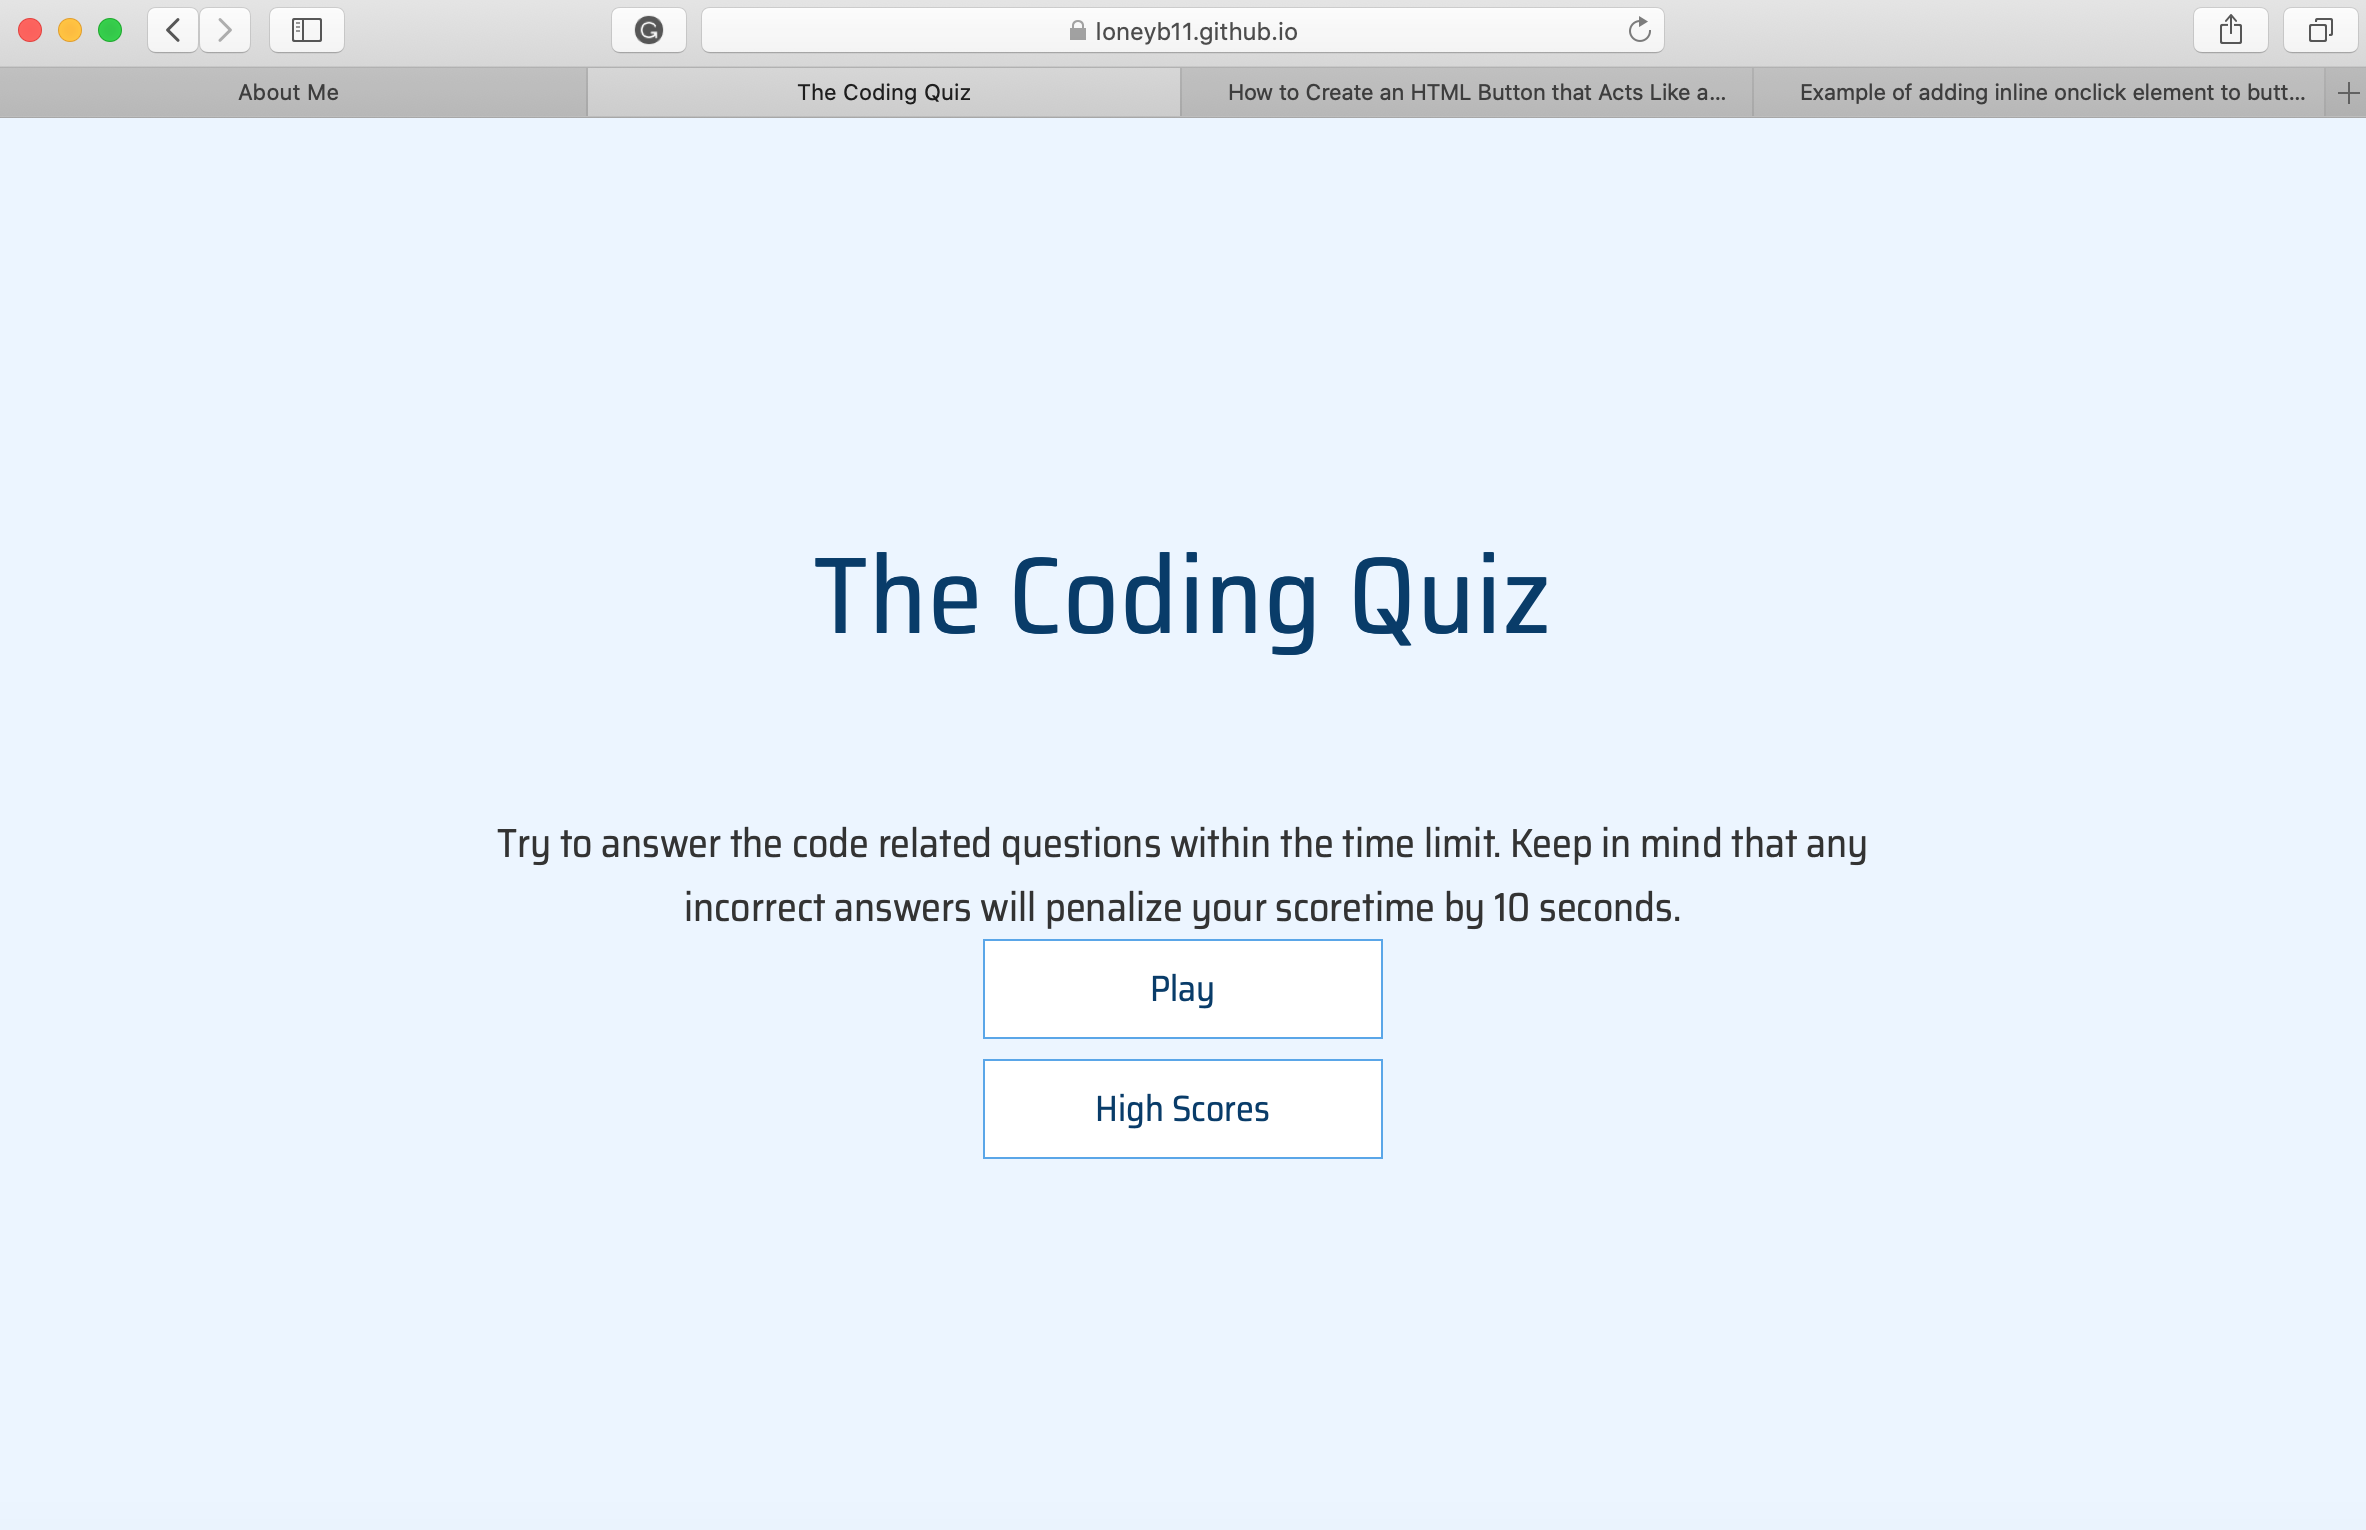 loneyb11.github.io
About Me
The Coding Quiz
How to Create an HTML Button that Acts Like a...
Example of adding inline onclick element to butt...
The Coding Quiz
Try to answer the code related questions within the time limit. Keep in mind that any
incorrect answers will penalize your scoretime by 10 seconds.
Play
High Scores